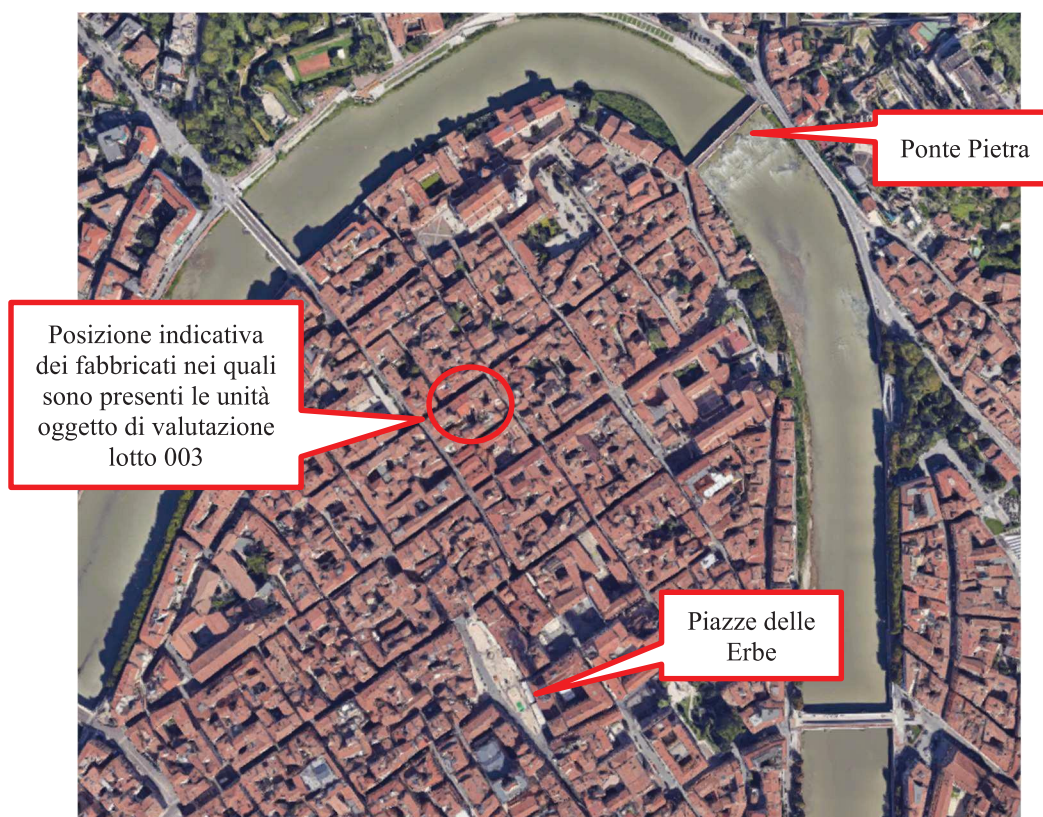 Ponte Pietra
Posizione indicativa
dei fabbricati nei quali
sono presenti le unità
oggetto di valutazione
lotto 003
Piazze delle
Erbe